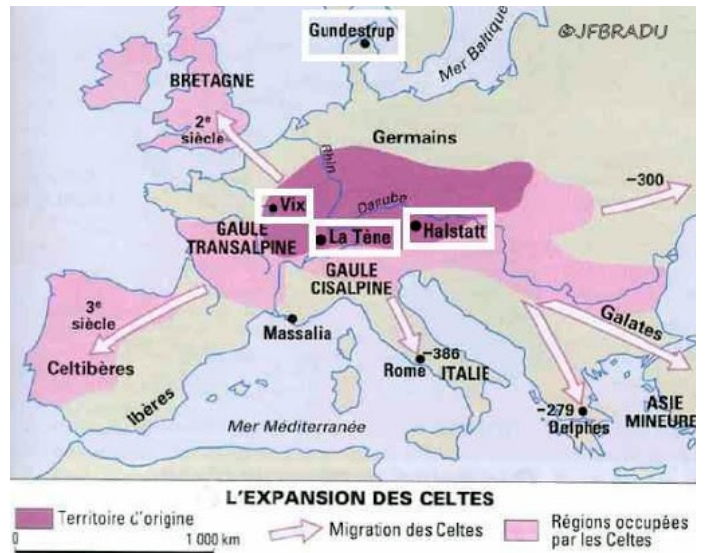 Gundestrup
©JFBRADU
Mer Baltique
BRETAGNE
2e
siècle
Germains
Rhin
-300
Vix
Danube
GAULE
TRANSALPINE
La Tène
Halstatt
GAULE
CISALPINE
3e
siècle
Massalia
Galates
Celtibères
-386
Rome
ITALIE
Ibères
-279
Delphes
ASIE
MINEURE
Mer Méditerranée
L'EXPANSION DES CELTES
Territoire d'origine
Migration des Celtes
Régions occupées
par les Celtes
0
1 000 km